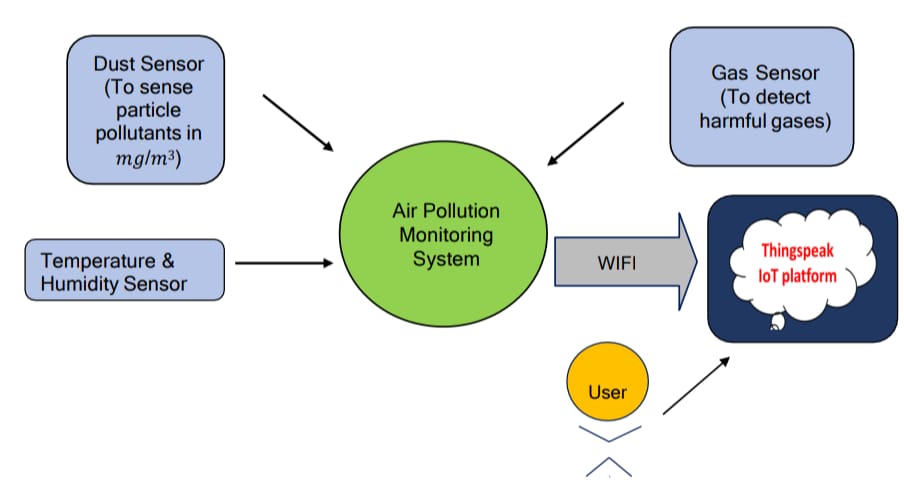 Dust Sensor
(To sense
particle
pollutants in
mg/m³)
Gas Sensor
(To detect
harmful gases)
Air Pollution
Monitoring
System
Temperature &
Humidity Sensor
WIFI
Thingspeak
IoT platform
User